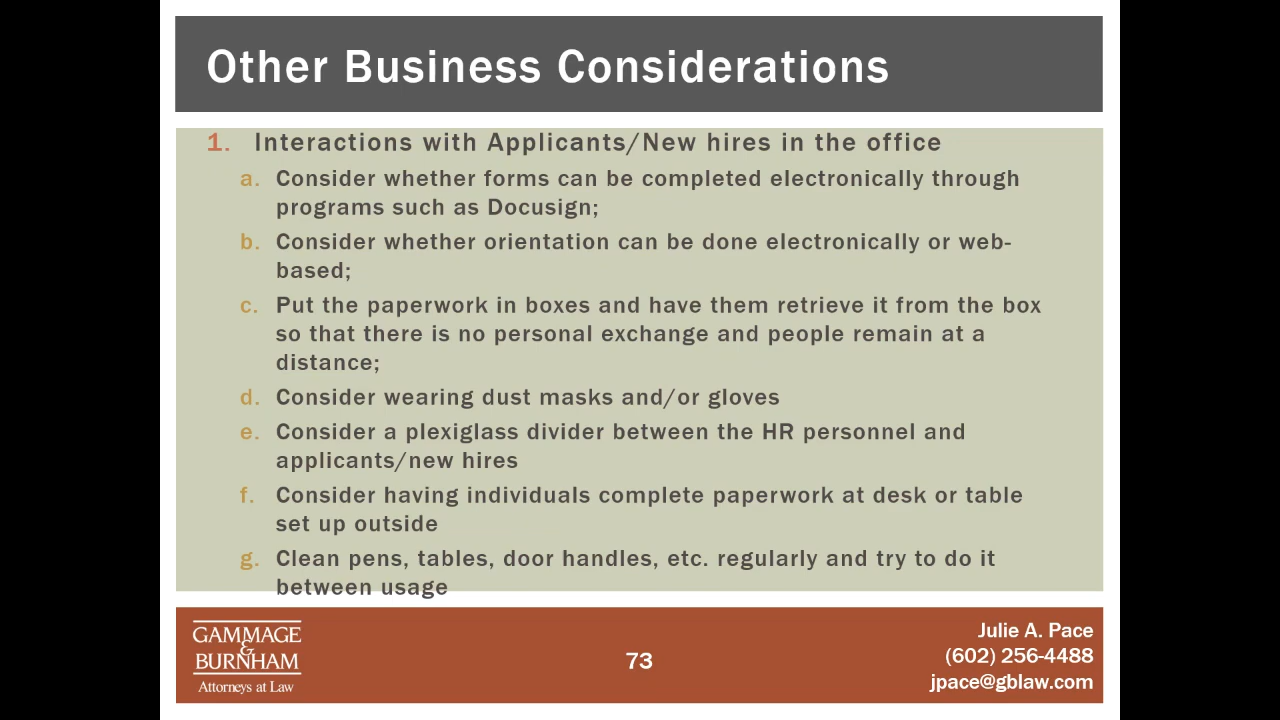 Other Business Considerations
1. Interactions with Applicants/New hires in the office
a. Consider whether forms can be completed electronically through
programs such as Docusign;
b. Consider whether orientation can be done electronically or web-
based;
c. Put the paperwork in boxes and have them retrieve it from the box
so that there is no personal exchange and people remain at a
distance;
d. Consider wearing dust masks and/or gloves
e. Consider a plexiglass divider between the HR personnel and
applicants/new hires
f. Consider having individuals complete paperwork at desk or table
set up outside
g. Clean pens, tables, door handles, etc. regularly and try to do it
between usage
GAMMAGE
&
BURNHAM
Attorneys at Law
73
Julie A. Pace
(602) 256-4488
jpace@gblaw.com